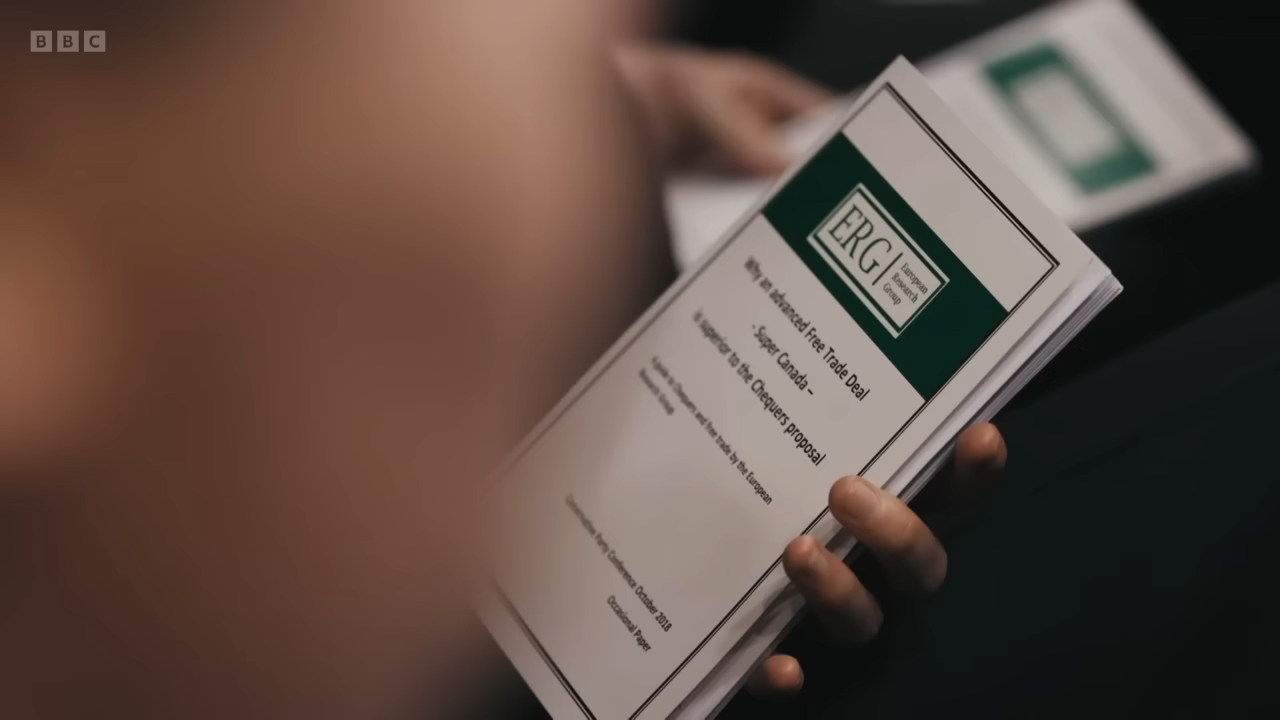 BBC
ERG
European
Research
Group
Why an advanced Free Trade Deal
- Super Canada –
is superior to the Chequers proposal
A guide to Chequers and free trade by the European
Research Group
Conservative Party Conference October 2018
Occasional Paper